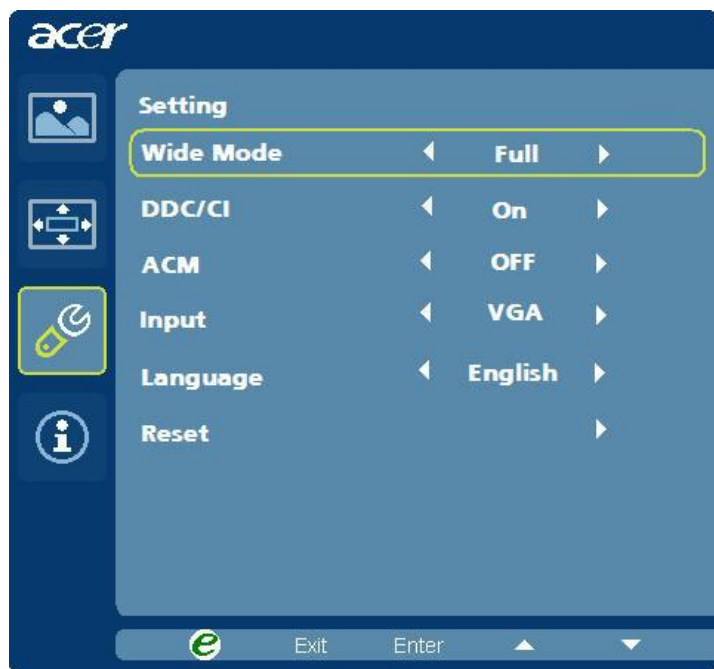 acer
Setting
Wide Mode Full
DDC/CI On
ACM OFF
Input VGA
Language English
Reset
e Exit Enter